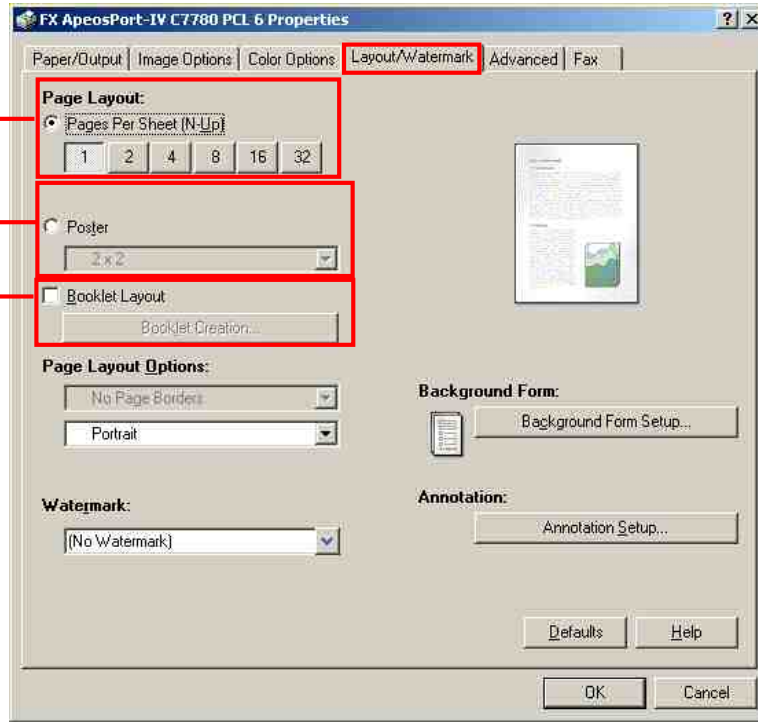 FX ApeosPort-IV C7780 PCL 6 Properties
Paper/Output Image Options Color Options Layout/Watermark Advanced Fax
Page Layout:
Pages Per Sheet (N-Up)
1 2 4 8 16 32
Poster
2 x 2
Booklet Layout
Booklet Creation...
Page Layout Options:
No Page Borders
Portrait
Background Form:
Background Form Setup...
Watermark:
(No Watermark)
Annotation:
Annotation Setup...
Defaults Help
OK Cancel